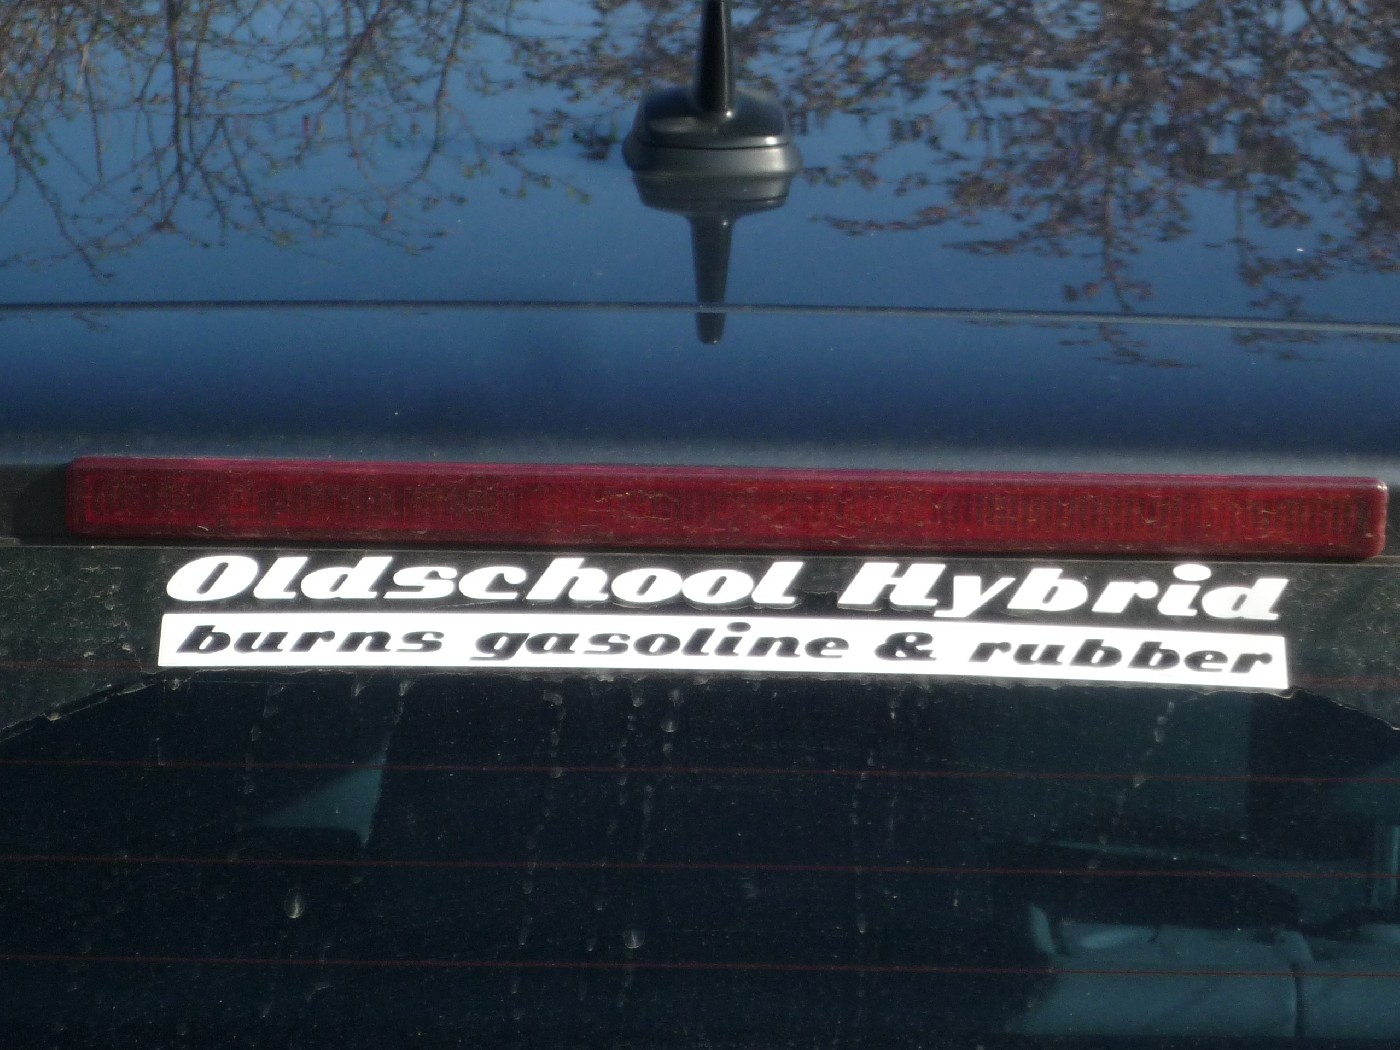 Oldschool Hybrid
burns gasoline & rubber